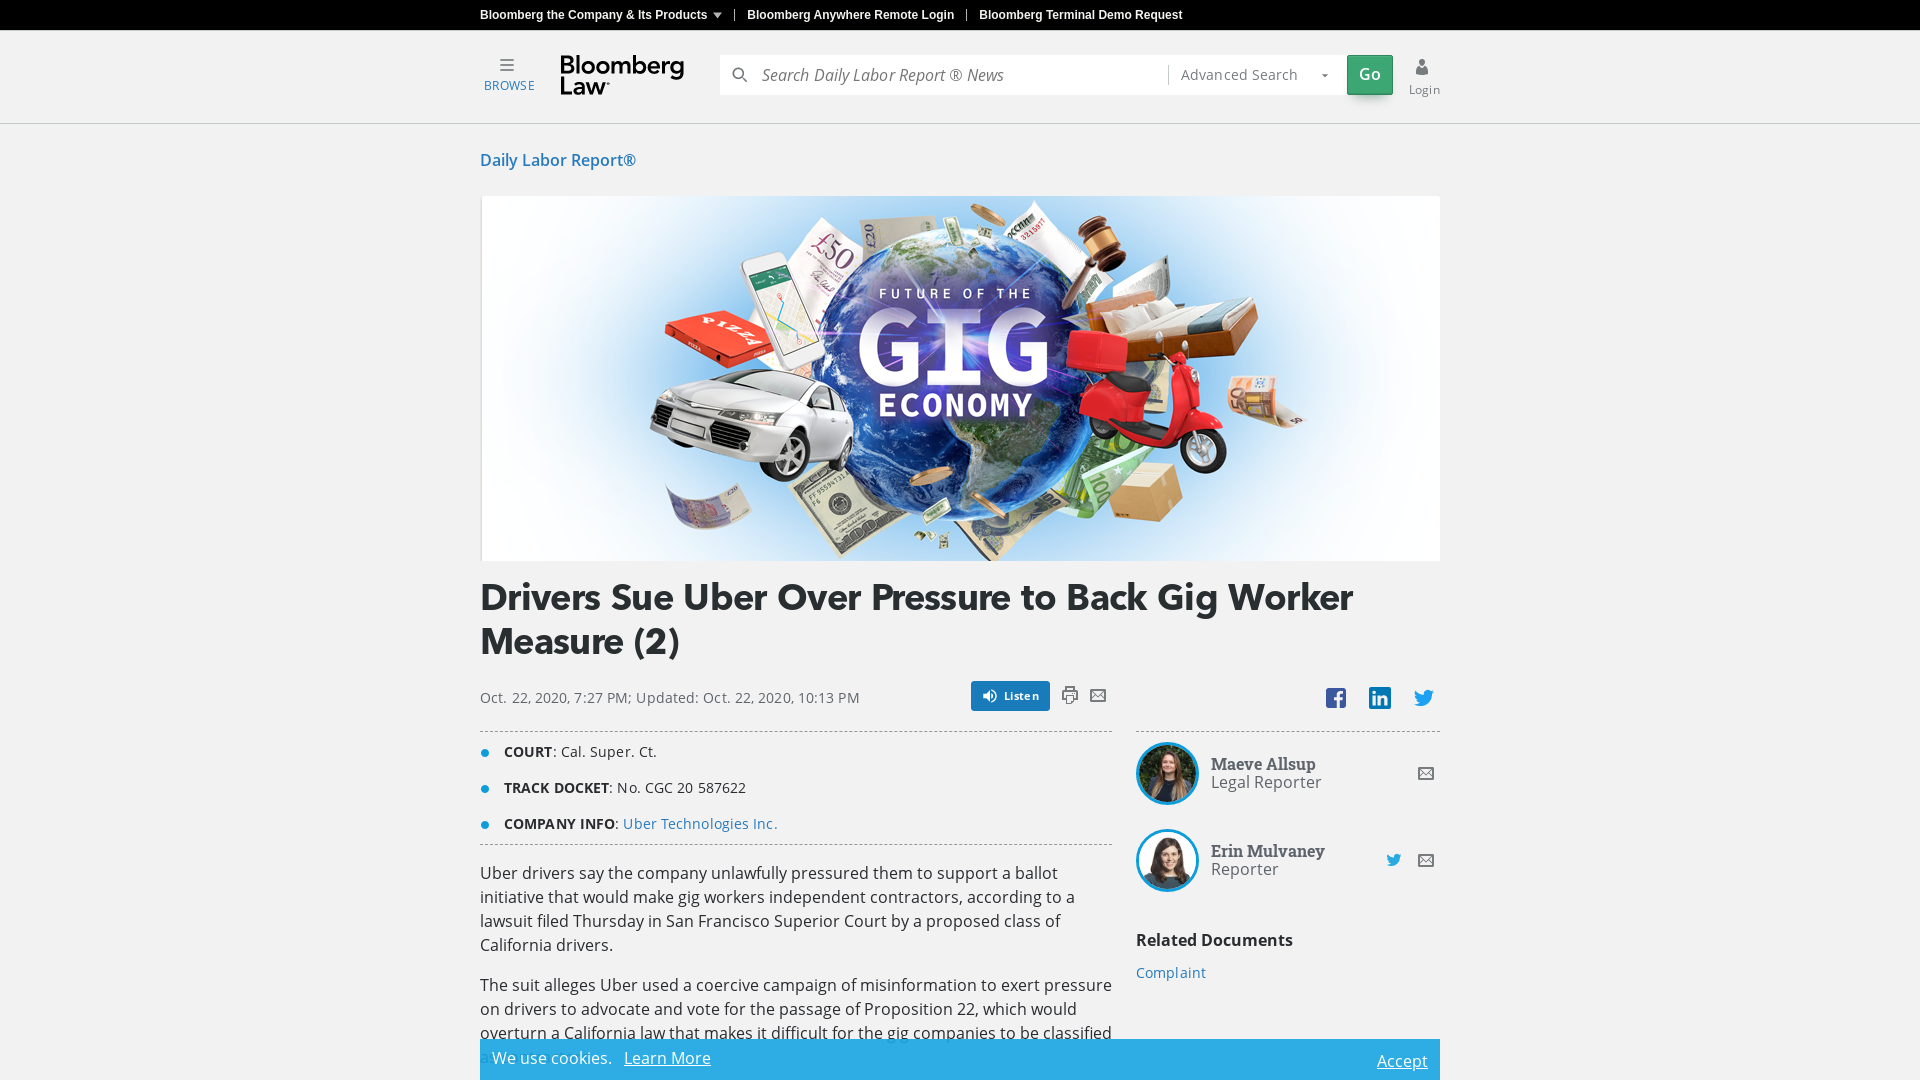 Bloomberg the Company & Its Products
Bloomberg Anywhere Remote Login
Bloomberg Terminal Demo Request
BROWSE
Bloomberg
Law
Search Daily Labor Report ® News
Advanced Search
Go
Login
Daily Labor Report®
£50
£20
3215977
PIZZA
FUTURE OF THE
GIG
ECONOMY
50
100
Drivers Sue Uber Over Pressure to Back Gig Worker
Measure (2)
Oct. 22, 2020, 7:27 PM; Updated: Oct. 22, 2020, 10:13 PM
Listen
COURT: Cal. Super. Ct.
TRACK DOCKET: No. CGC 20 587622
COMPANY INFO: Uber Technologies Inc.
Uber drivers say the company unlawfully pressured them to support a ballot
initiative that would make gig workers independent contractors, according to a
lawsuit filed Thursday in San Francisco Superior Court by a proposed class of
California drivers.
The suit alleges Uber used a coercive campaign of misinformation to exert pressure
on drivers to advocate and vote for the passage of Proposition 22, which would
overturn a California law that makes it difficult for the gig companies to be classified
Maeve Allsup
Legal Reporter
Erin Mulvaney
Reporter
Related Documents
Complaint
We use cookies. Learn More
Accept